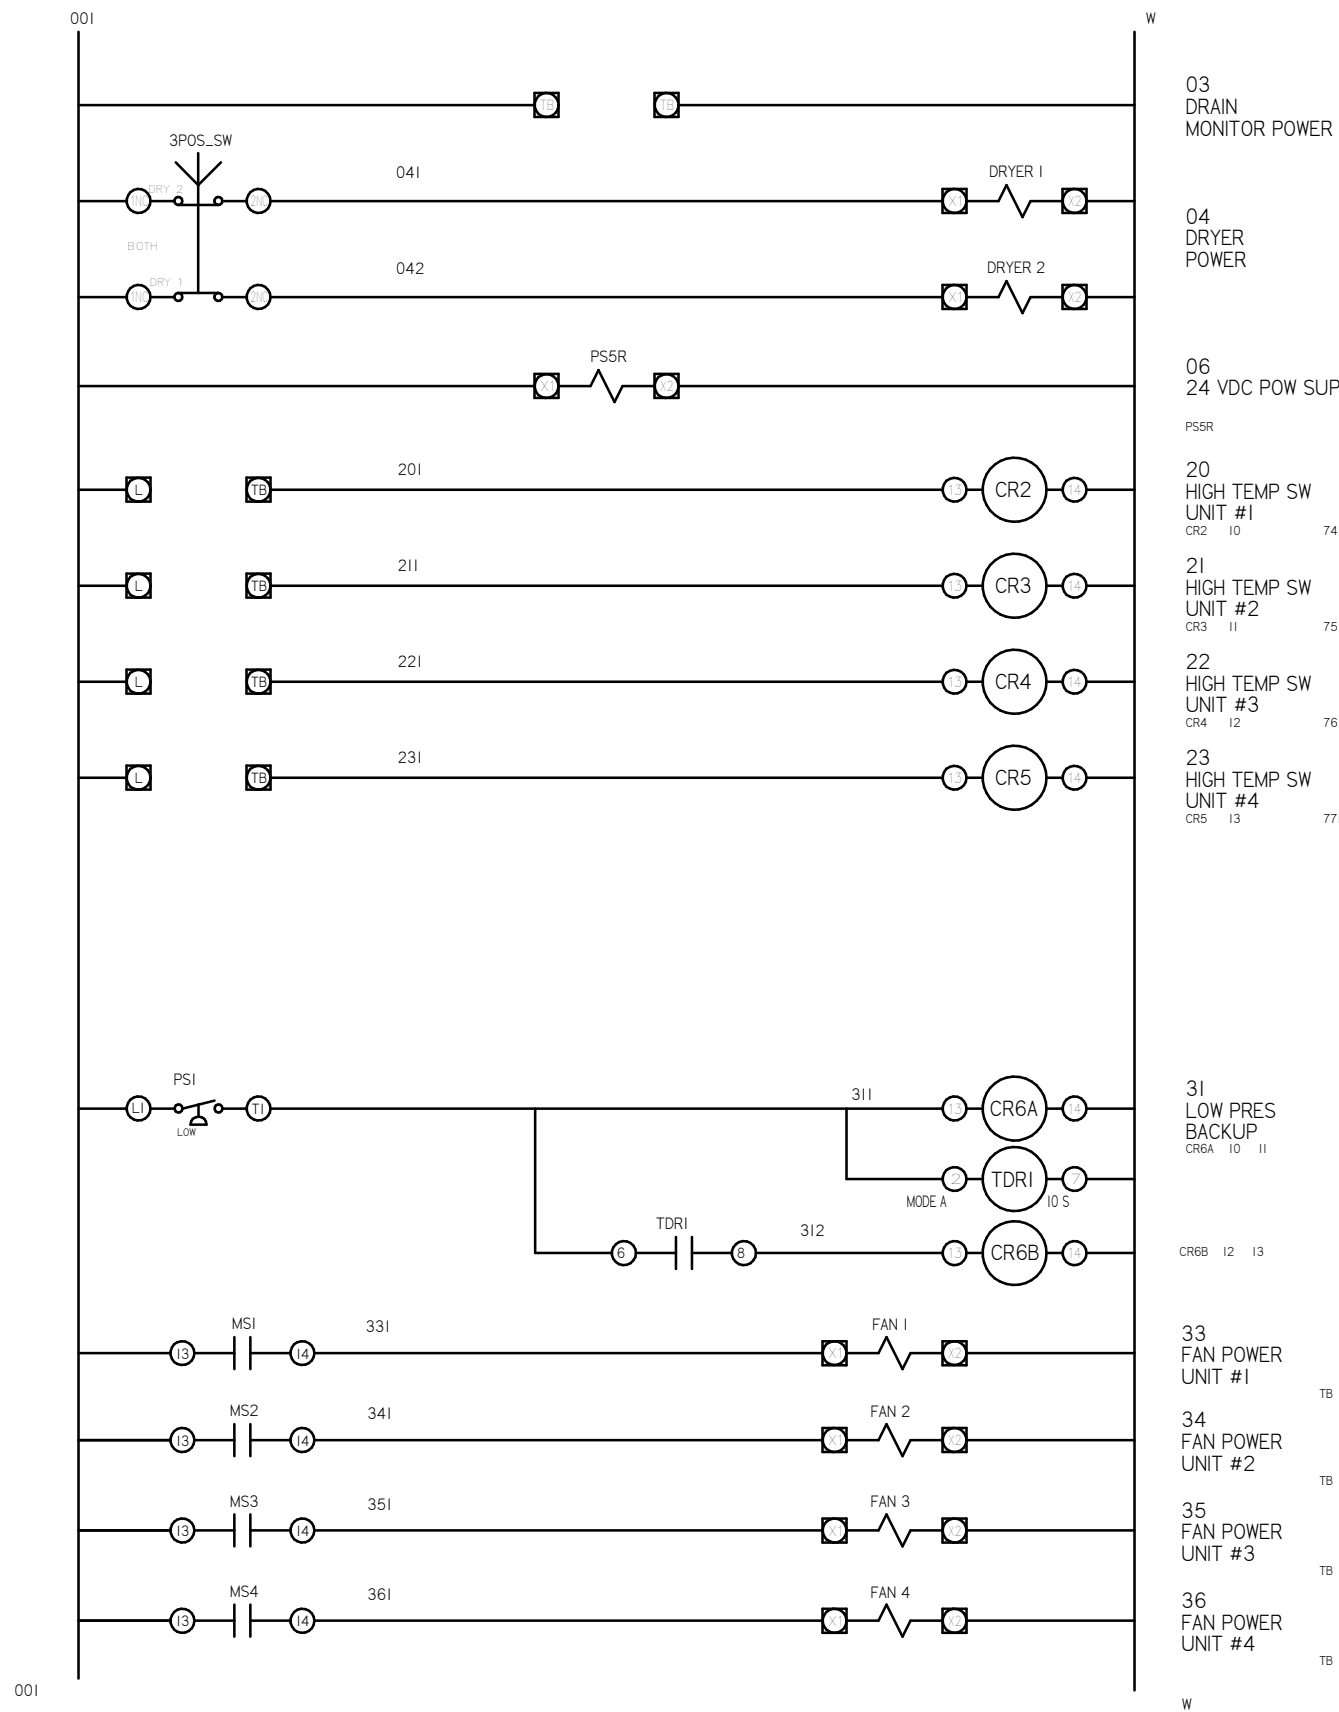 001
W
TB TB
03
DRAIN
MONITOR POWER
3POS_SW
041
DRYER 1
1NC DRY 2 2NC X1 X2
04
DRYER
POWER
BOTH
042
DRYER 2
1NC DRY 1 2NC X1 X2
PS5R
X1 X2
06
24 VDC POW SUP
PS5R
201
L TB 13 CR2 14
20
HIGH TEMP SW
UNIT #1
CR2 10 74
211
L TB 13 CR3 14
21
HIGH TEMP SW
UNIT #2
CR3 11 75
221
L TB 13 CR4 14
22
HIGH TEMP SW
UNIT #3
CR4 12 76
231
L TB 13 CR5 14
23
HIGH TEMP SW
UNIT #4
CR5 13 77
PS1
311
L1 T1 13 CR6A 14
LOW
31
LOW PRES
BACKUP
CR6A 10 11
2 TDR1 7
MODE A 10 S
TDR1
312
6 8 13 CR6B 14
CR6B 12 13
MS1
331
FAN 1
13 14 X1 X2
33
FAN POWER
UNIT #1
TB
MS2
341
FAN 2
13 14 X1 X2
34
FAN POWER
UNIT #2
TB
MS3
351
FAN 3
13 14 X1 X2
35
FAN POWER
UNIT #3
TB
MS4
361
FAN 4
13 14 X1 X2
36
FAN POWER
UNIT #4
TB
001
W